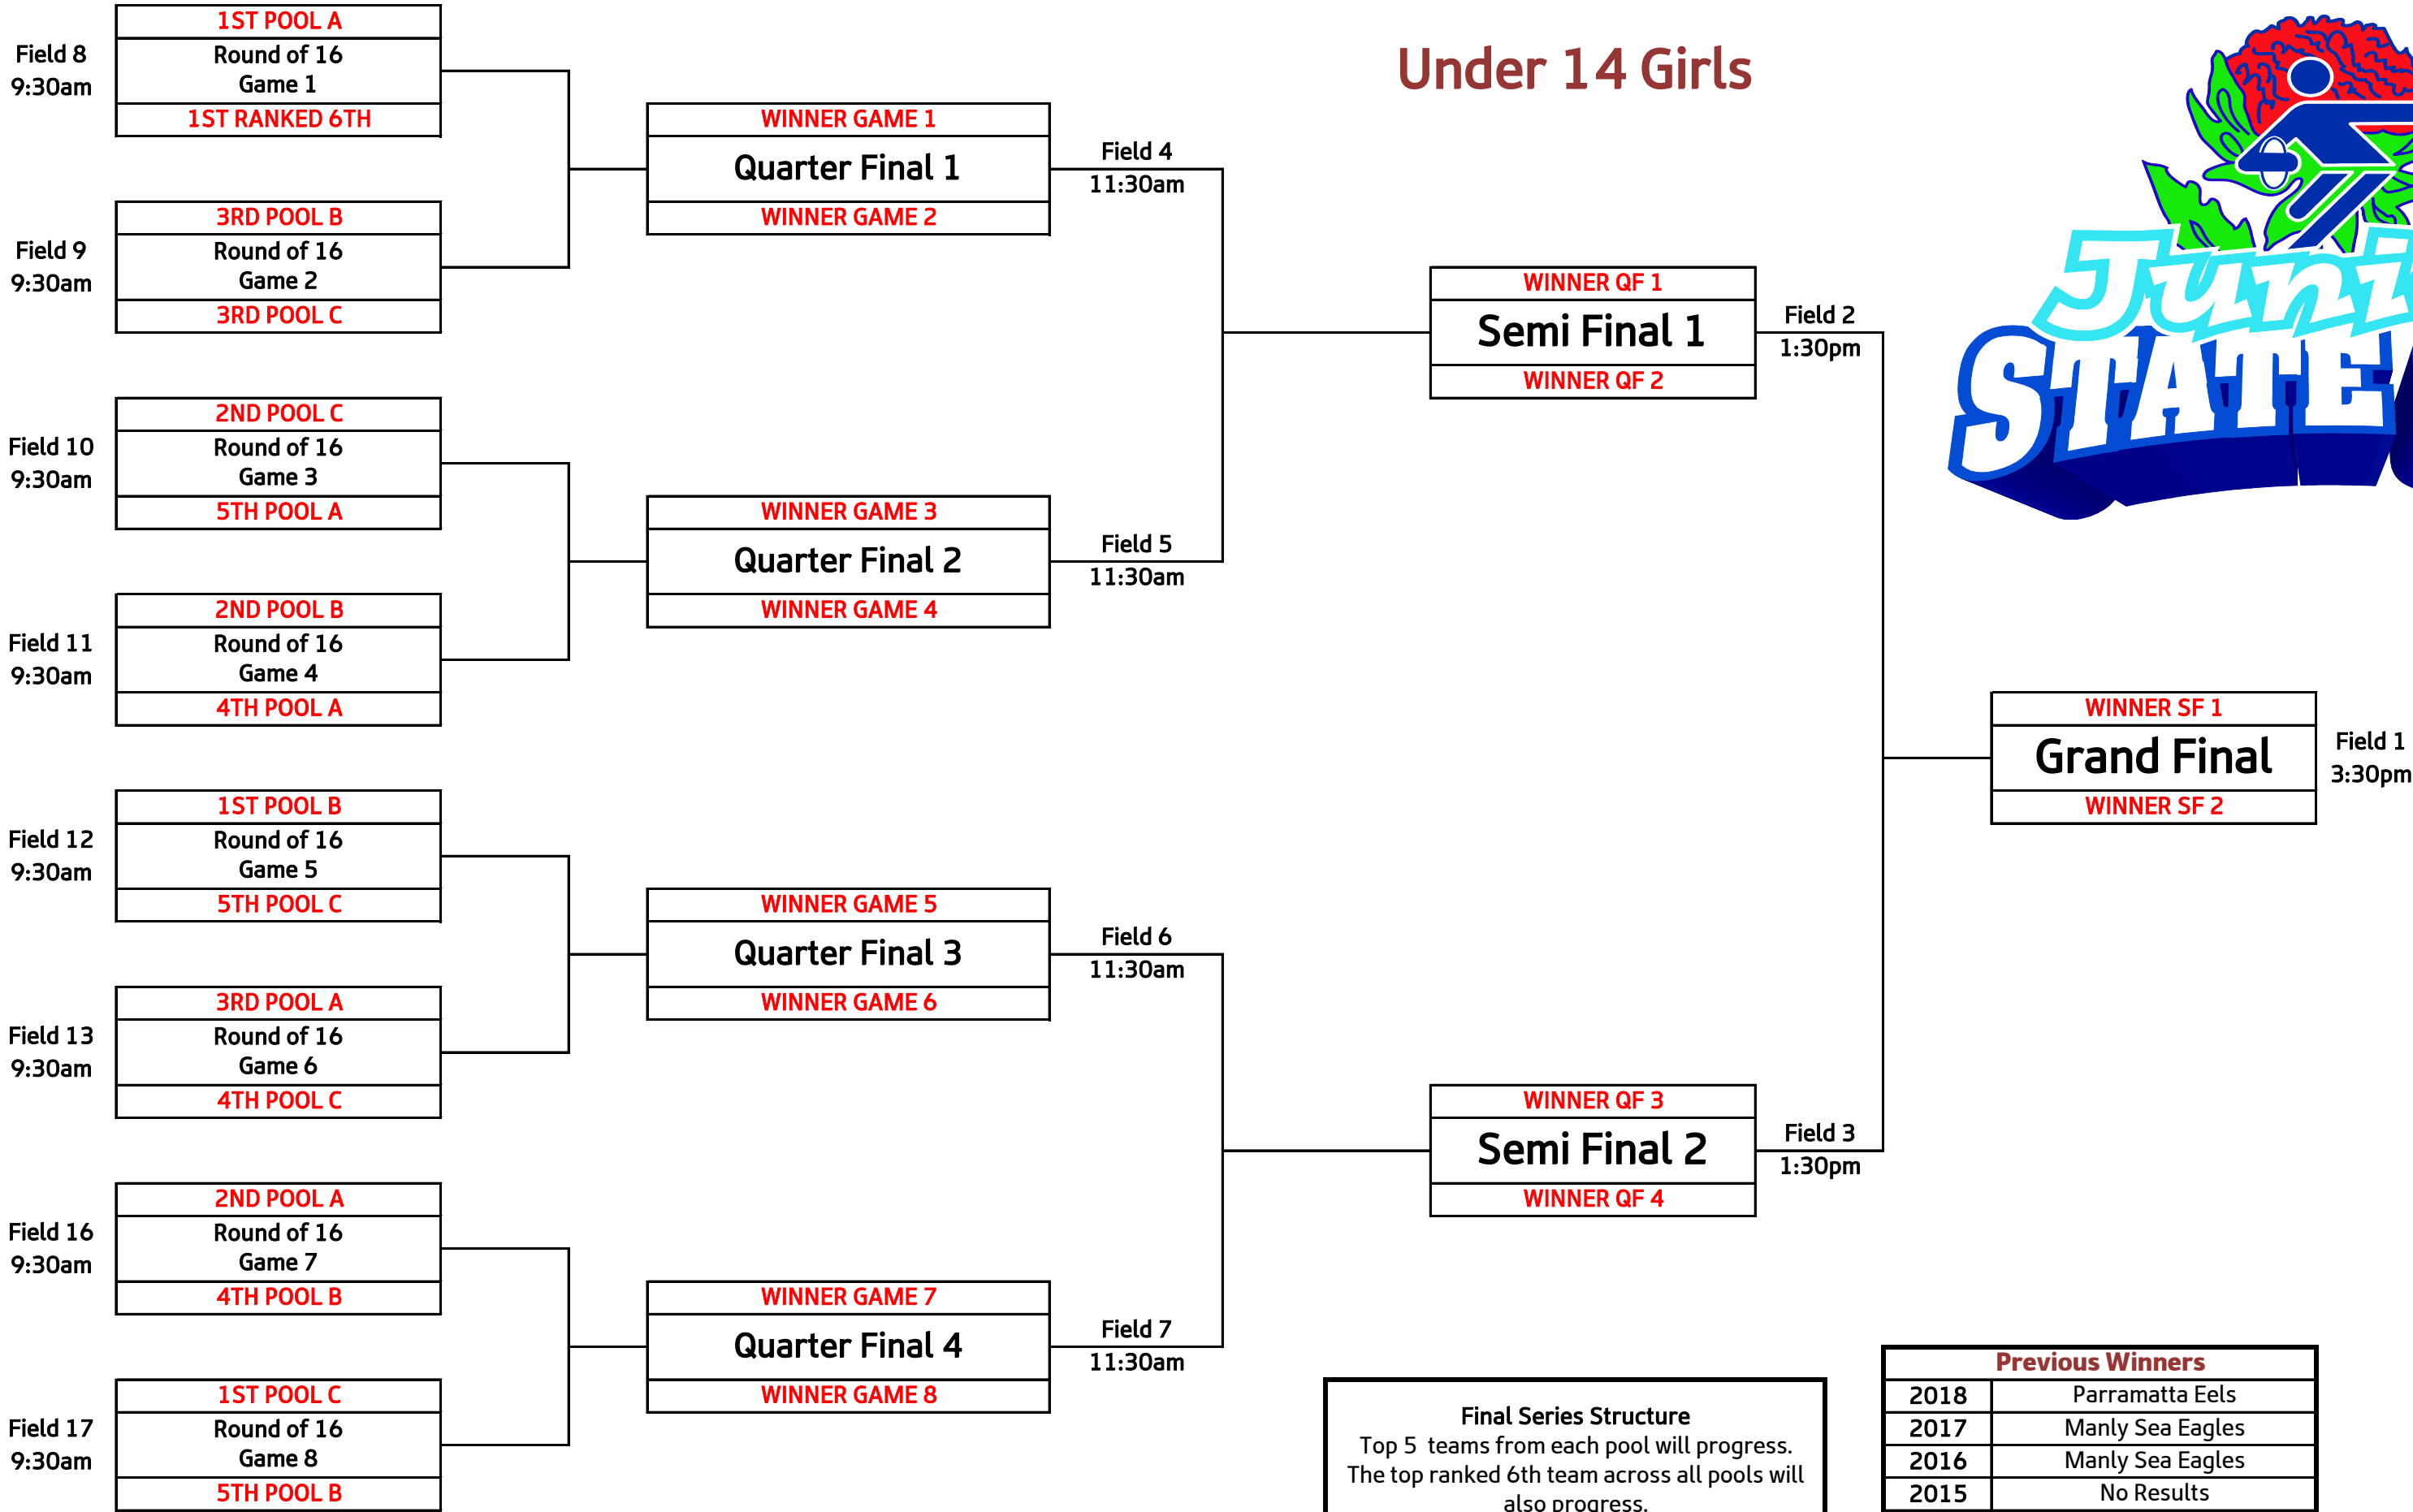 Under 14 Girls
Field 8
9:30am
1ST POOL A
Round of 16
Game 1
1ST RANKED 6TH
Field 9
9:30am
3RD POOL B
Round of 16
Game 2
3RD POOL C
Field 10
9:30am
2ND POOL C
Round of 16
Game 3
5TH POOL A
Field 11
9:30am
2ND POOL B
Round of 16
Game 4
4TH POOL A
Field 12
9:30am
1ST POOL B
Round of 16
Game 5
5TH POOL C
Field 13
9:30am
3RD POOL A
Round of 16
Game 6
4TH POOL C
Field 16
9:30am
2ND POOL A
Round of 16
Game 7
4TH POOL B
Field 17
9:30am
1ST POOL C
Round of 16
Game 8
5TH POOL B
WINNER GAME 1
Quarter Final 1
WINNER GAME 2
Field 4
11:30am
WINNER GAME 3
Quarter Final 2
WINNER GAME 4
Field 5
11:30am
WINNER GAME 5
Quarter Final 3
WINNER GAME 6
Field 6
11:30am
WINNER GAME 7
Quarter Final 4
WINNER GAME 8
Field 7
11:30am
WINNER QF 1
Semi Final 1
WINNER QF 2
Field 2
1:30pm
WINNER QF 3
Semi Final 2
WINNER QF 4
Field 3
1:30pm
WINNER SF 1
Grand Final
WINNER SF 2
Field 1
3:30pm
Juni
STATE
Final Series Structure
Top 5 teams from each pool will progress.
The top ranked 6th team across all pools will
also progress.
Previous Winners
2018 Parramatta Eels
2017 Manly Sea Eagles
2016 Manly Sea Eagles
2015 No Results